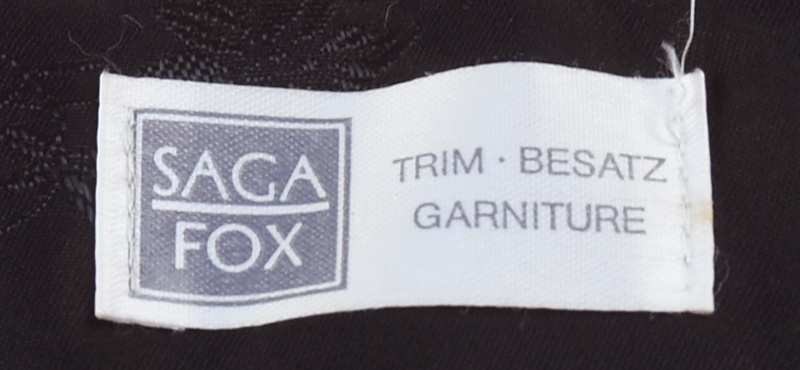 SAGA
FOX
TRIM · BESATZ
GARNITURE